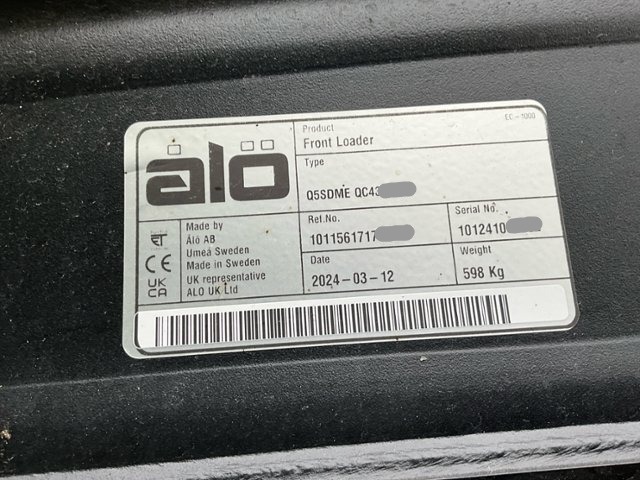 ålö
Product
Front Loader
EC-1000
Type
Q5SDME QC43
Made by
Ålö AB
Umeå Sweden
Made in Sweden
UK representative
ALO UK Ltd
CE
UK
CA
Ref.No.
1011561717
Serial No.
1012410
Date
2024-03-12
Weight
598 Kg